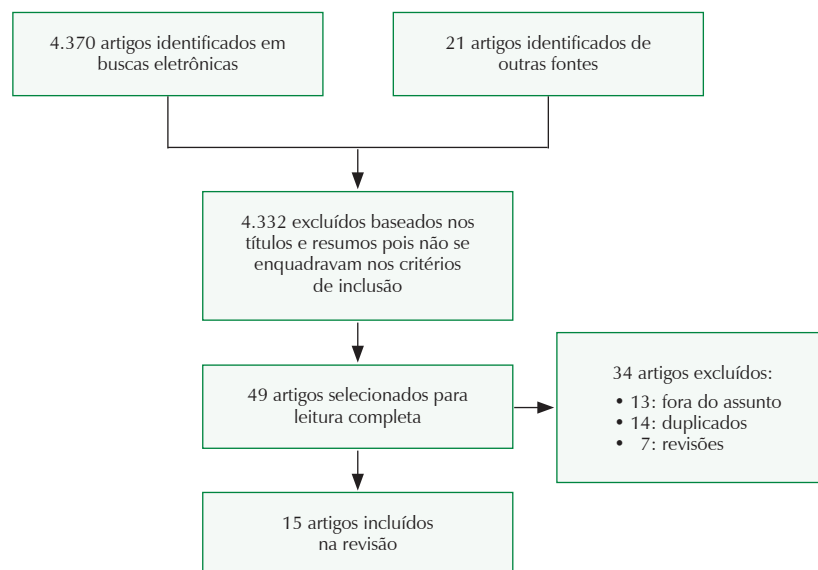 4.370 artigos identificados em
buscas eletrônicas
21 artigos identificados de
outras fontes
4.332 excluídos baseados nos
títulos e resumos pois não se
enquadravam nos critérios
de inclusão
49 artigos selecionados para
leitura completa
34 artigos excluídos:
• 13: fora do assunto
• 14: duplicados
• 7: revisões
15 artigos incluídos
na revisão